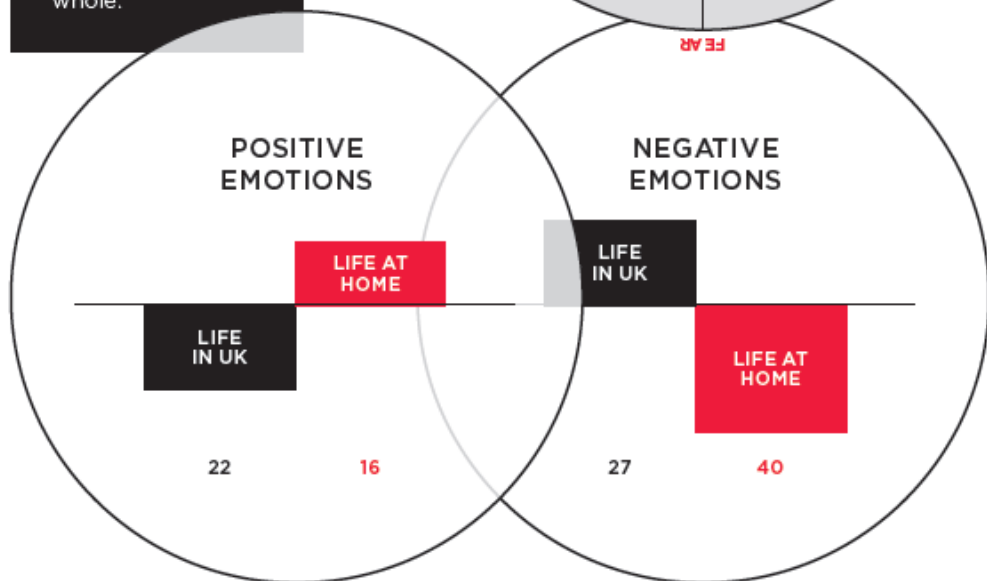 whole.
FEAR
POSITIVE
EMOTIONS
NEGATIVE
EMOTIONS
LIFE AT
HOME
LIFE
IN UK
LIFE
IN UK
LIFE AT
HOME
22
16
27
40